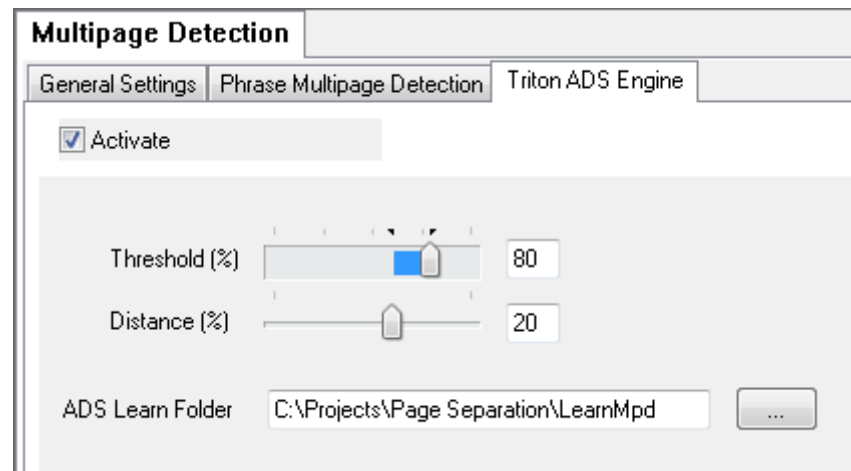 Multipage Detection
General Settings Phrase Multipage Detection Triton ADS Engine
Activate
Threshold (%) 80
Distance (%) 20
ADS Learn Folder C:\Projects\Page Separation\LearnMpd ...